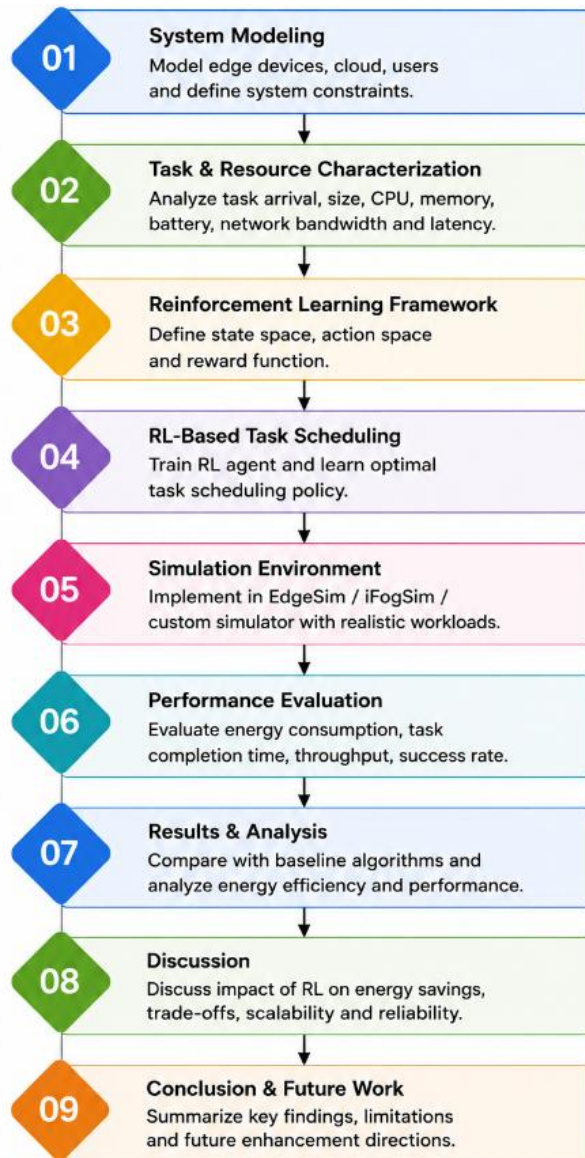 01
System Modeling
Model edge devices, cloud, users
and define system constraints.
02
Task & Resource Characterization
Analyze task arrival, size, CPU, memory,
battery, network bandwidth and latency.
03
Reinforcement Learning Framework
Define state space, action space
and reward function.
04
RL-Based Task Scheduling
Train RL agent and learn optimal
task scheduling policy.
05
Simulation Environment
Implement in EdgeSim / iFogSim /
custom simulator with realistic workloads.
06
Performance Evaluation
Evaluate energy consumption, task
completion time, throughput, success rate.
07
Results & Analysis
Compare with baseline algorithms and
analyze energy efficiency and performance.
08
Discussion
Discuss impact of RL on energy savings,
trade-offs, scalability and reliability.
09
Conclusion & Future Work
Summarize key findings, limitations
and future enhancement directions.